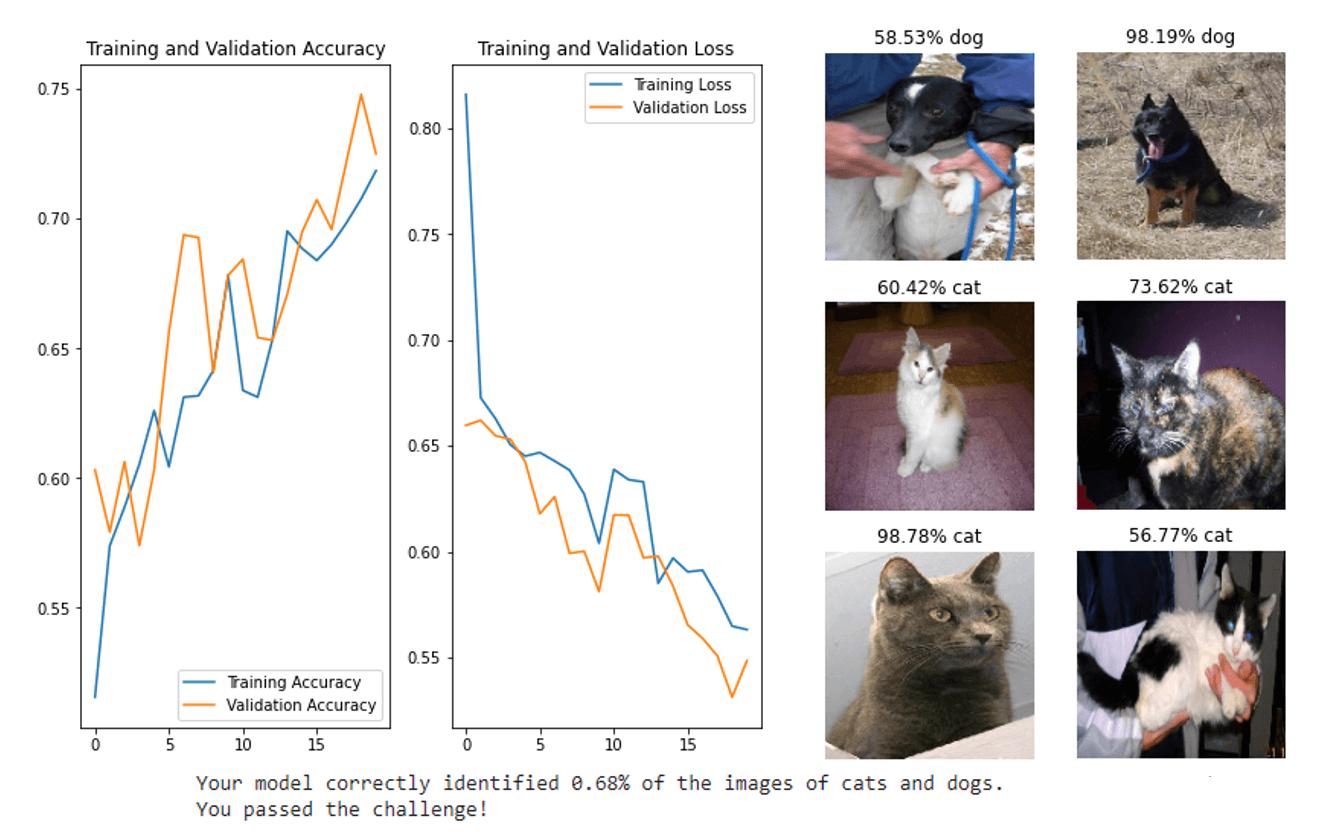 Training and Validation Accuracy
0.75
0.70
0.65
0.60
0.55
Training Accuracy
Validation Accuracy
0
5
10
15
Training and Validation Loss
Training Loss
Validation Loss
0.80
0.75
0.70
0.65
0.60
0.55
0
5
10
15
58.53% dog
98.19% dog
60.42% cat
73.62% cat
98.78% cat
56.77% cat
Your model correctly identified 0.68% of the images of cats and dogs.
You passed the challenge!